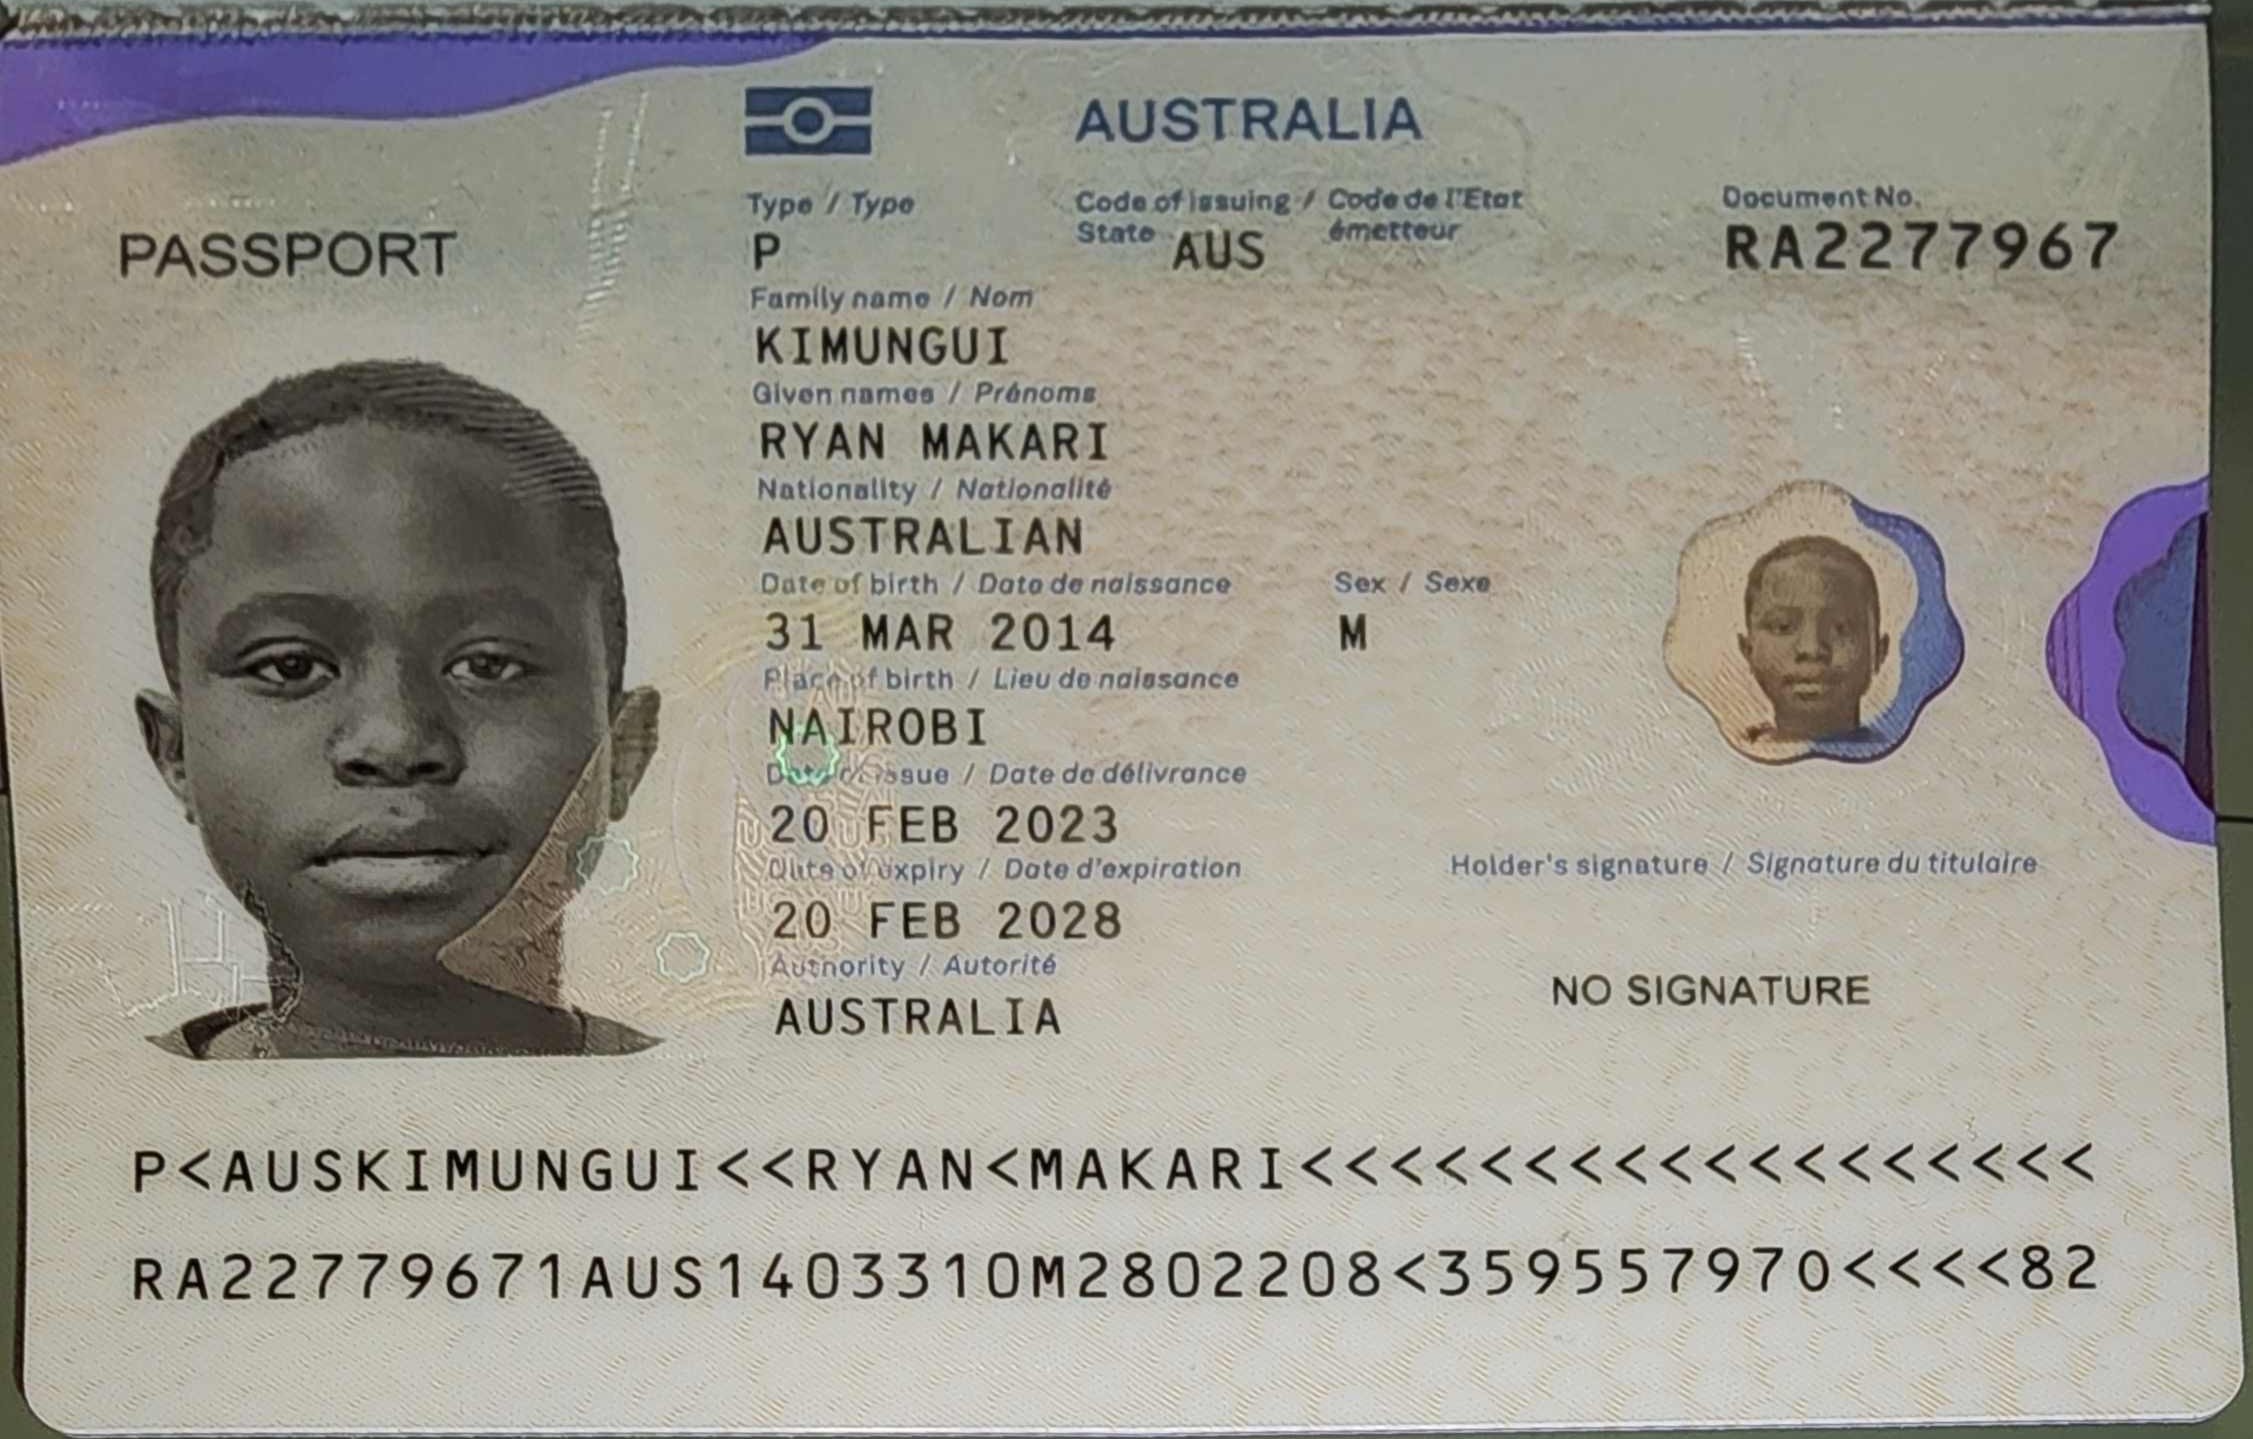 AUSTRALIA
PASSPORT
Type / Type
P
Code of issuing / Code de l'Etat
State émetteur
AUS
Document No.
RA2277967
Family name / Nom
KIMUNGUI
Given names / Prénoms
RYAN MAKARI
Nationality / Nationalité
AUSTRALIAN
Date of birth / Date de naissance
31 MAR 2014
Sex / Sexe
M
Place of birth / Lieu de naissance
NAIROBI
Date of issue / Date de délivrance
20 FEB 2023
Date of expiry / Date d'expiration
20 FEB 2028
Authority / Autorité
AUSTRALIA
Holder's signature / Signature du titulaire
NO SIGNATURE
P<AUSKIMUNGUI<<RYAN<MAKARI<<<<<<<<<<<<<<<<<<
RA22779671AUS1403310M2802208<359557970<<<<82